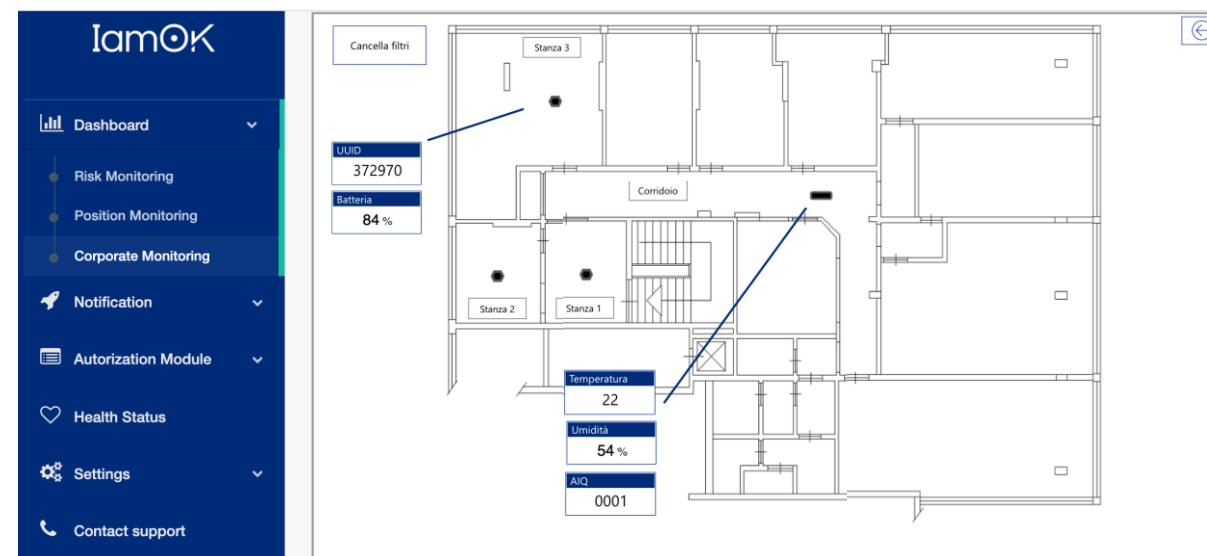 IamOK
Dashboard
Risk Monitoring
Position Monitoring
Corporate Monitoring
Notification
Autorization Module
Health Status
Settings
Contact support
Cancella filtri
Stanza 3
UUID
372970
Batteria
84 %
Corridoio
Stanza 2
Stanza 1
Temperatura
22
Umidità
54 %
AIQ
0001